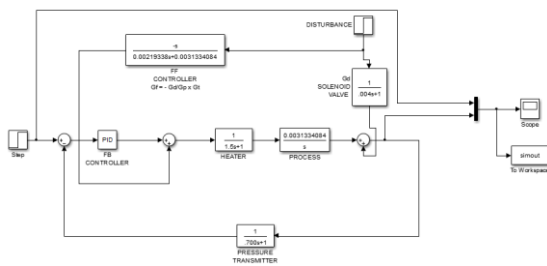 DISTURBANCE
-s
0.00219338s+0.0031334084
FF
CONTROLLER
Gf = - Gd/Gp x Gt
Gd
SOLENOID
VALVE
1
.004s+1
Step
PID
FB
CONTROLLER
1
1.5s+1
HEATER
0.0031334084
s
PROCESS
Scope
simout
To Workspace
1
.700s+1
PRESSURE
TRANSMITTER